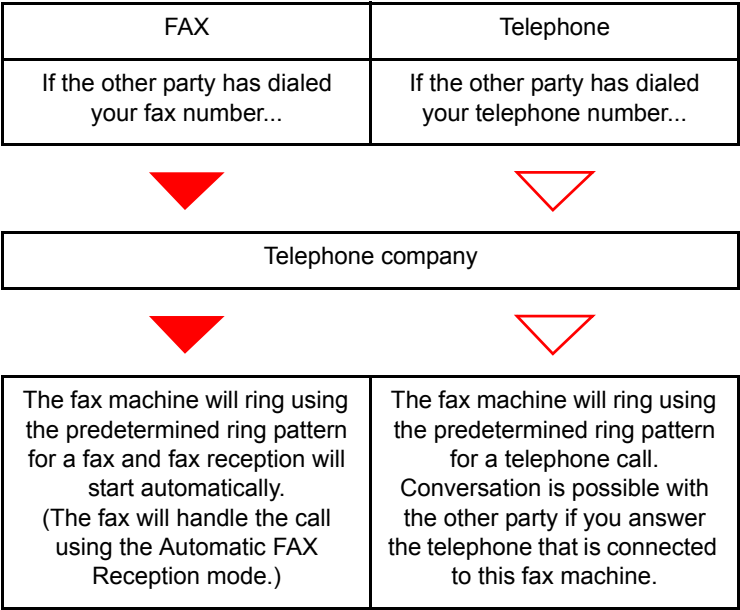 FAX
Telephone
If the other party has dialed
your fax number...
If the other party has dialed
your telephone number...
Telephone company
The fax machine will ring using
the predetermined ring pattern
for a fax and fax reception will
start automatically.
(The fax will handle the call
using the Automatic FAX
Reception mode.)
The fax machine will ring using
the predetermined ring pattern
for a telephone call.
Conversation is possible with
the other party if you answer
the telephone that is connected
to this fax machine.